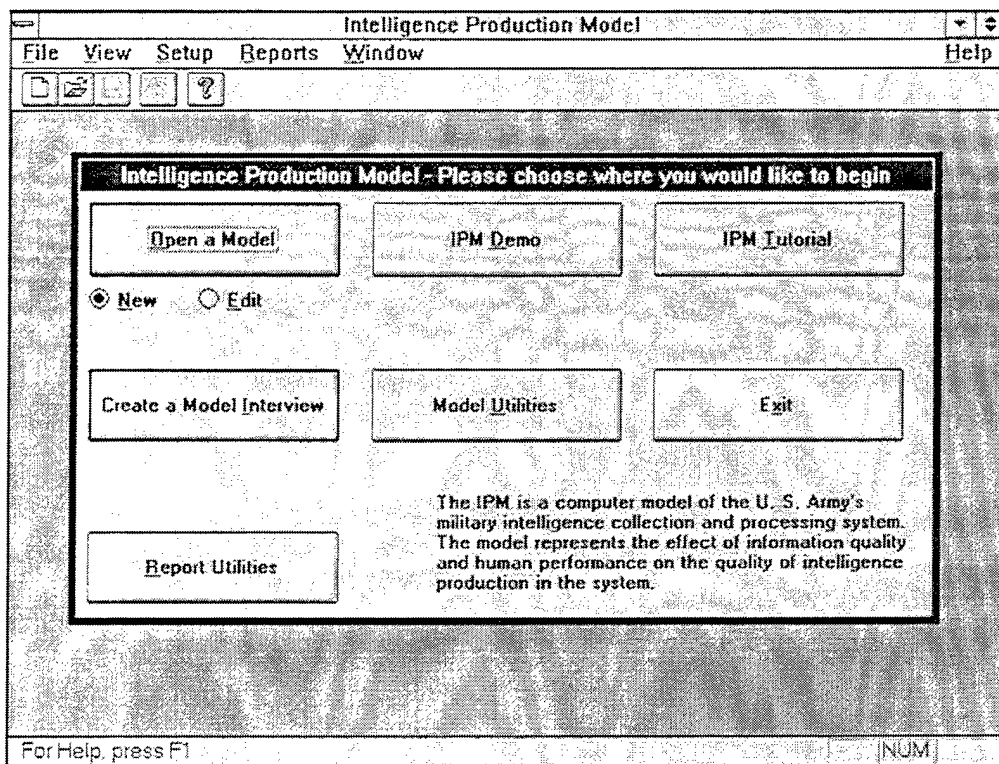 Intelligence Production Model
File View Setup Reports Window Help
?
Intelligence Production Model - Please choose where you would like to begin
Open a Model
IPM Demo
IPM Tutorial
New
Edit
Create a Model Interview
Model Utilities
Exit
Report Utilities
The IPM is a computer model of the U. S. Army's
military intelligence collection and processing system.
The model represents the effect of information quality
and human performance on the quality of intelligence
production in the system.
For Help, press F1
NUM